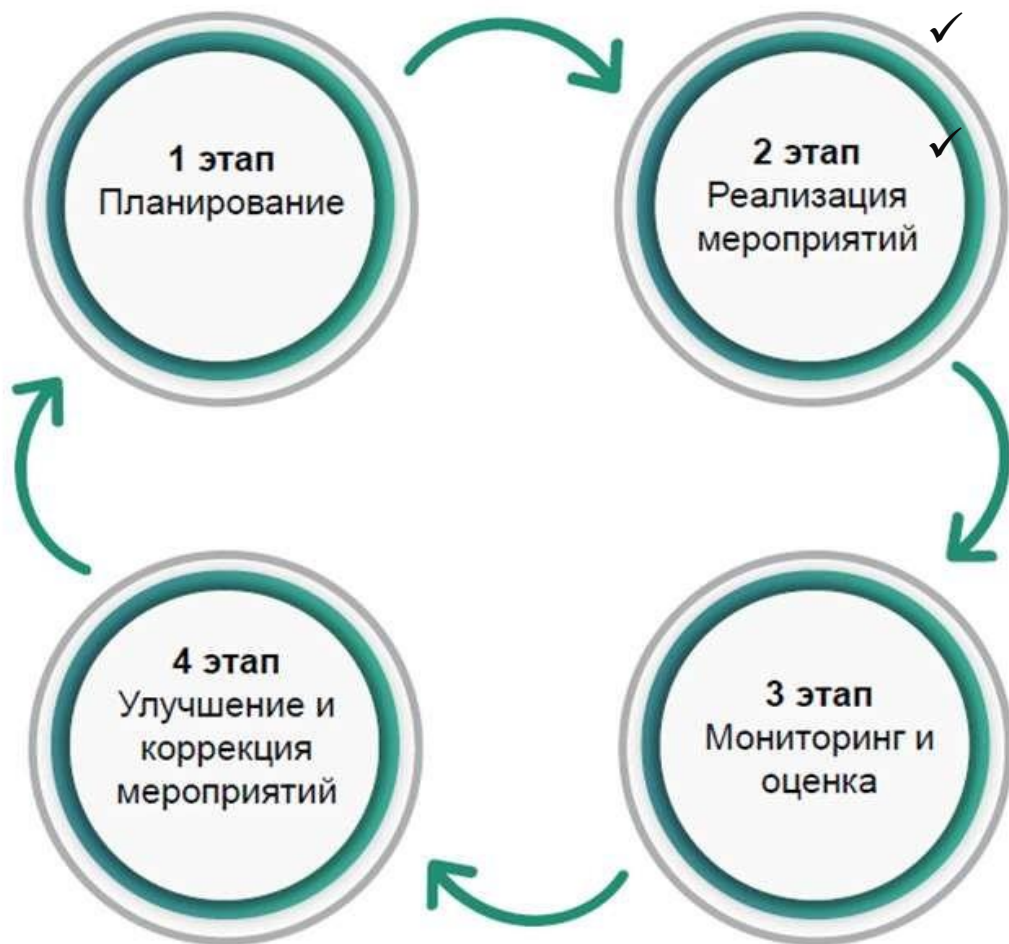 1 этап
Планирование
2 этап
Реализация
мероприятий
3 этап
Мониторинг и
оценка
4 этап
Улучшение и
коррекция
мероприятий